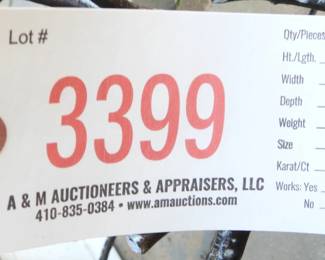 Lot #
3399
A & M AUCTIONEERS & APPRAISERS, LLC
410-835-0384 • www.amauctions.com
Qty/Pieces
Ht./Lgth.
Width
Depth
Weight
Size
Karat/Ct
Works: Yes
No